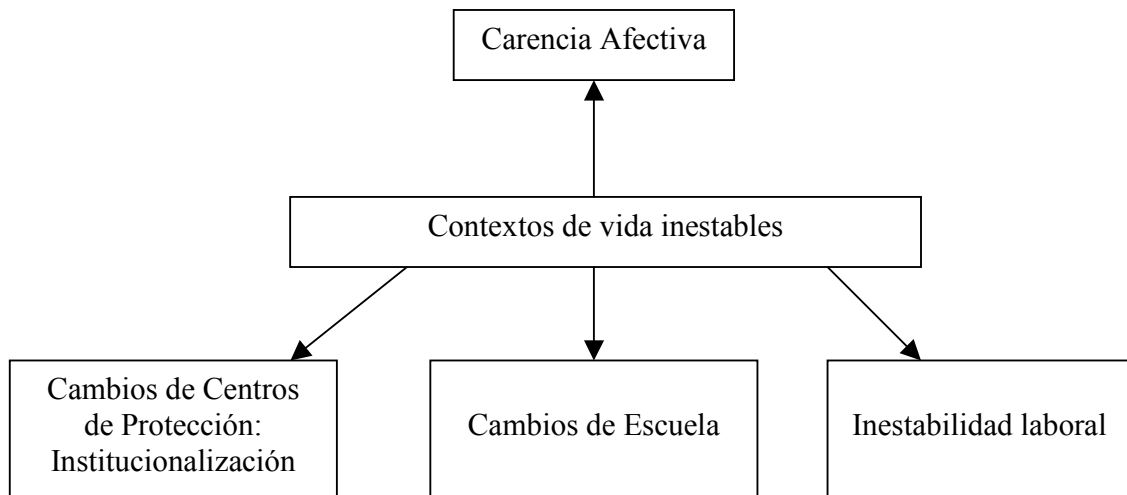 Carencia Afectiva
Contextos de vida inestables
Cambios de Centros
de Protección:
Institucionalización
Cambios de Escuela
Inestabilidad laboral